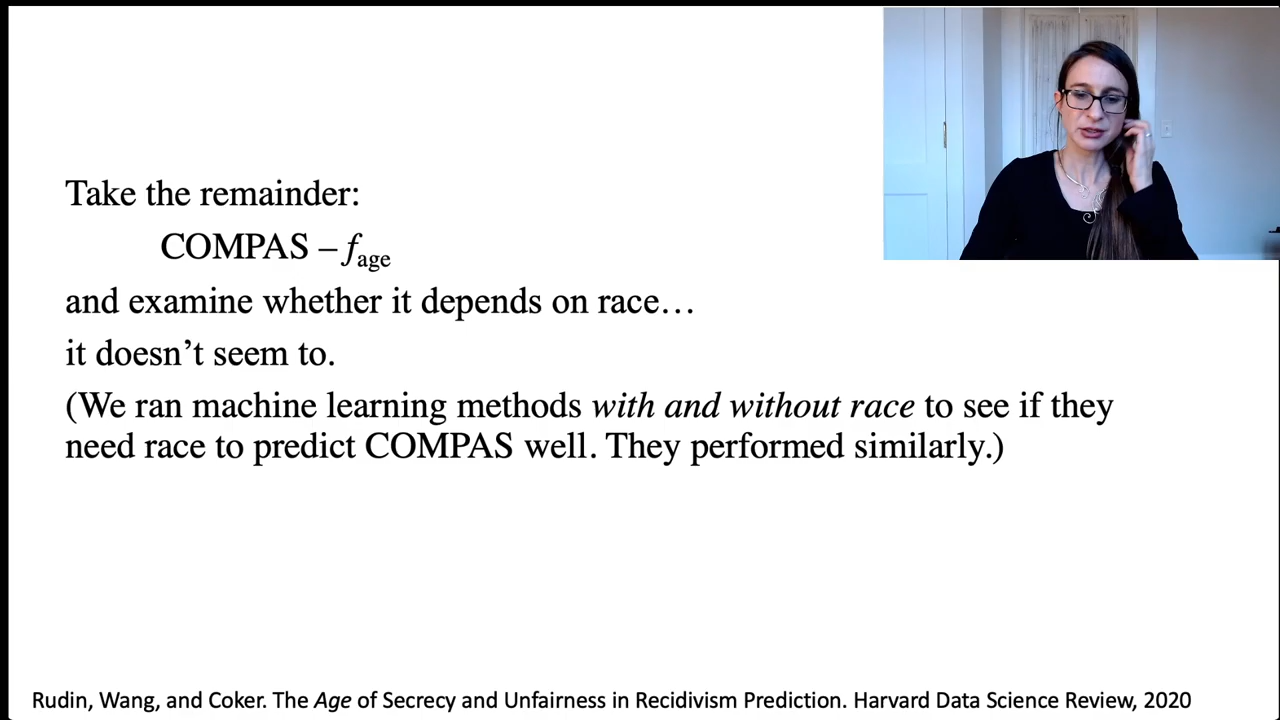 Take the remainder:
COMPAS – fage
and examine whether it depends on race…
it doesn’t seem to.
(We ran machine learning methods with and without race to see if they
need race to predict COMPAS well. They performed similarly.)
Rudin, Wang, and Coker. The Age of Secrecy and Unfairness in Recidivism Prediction. Harvard Data Science Review, 2020